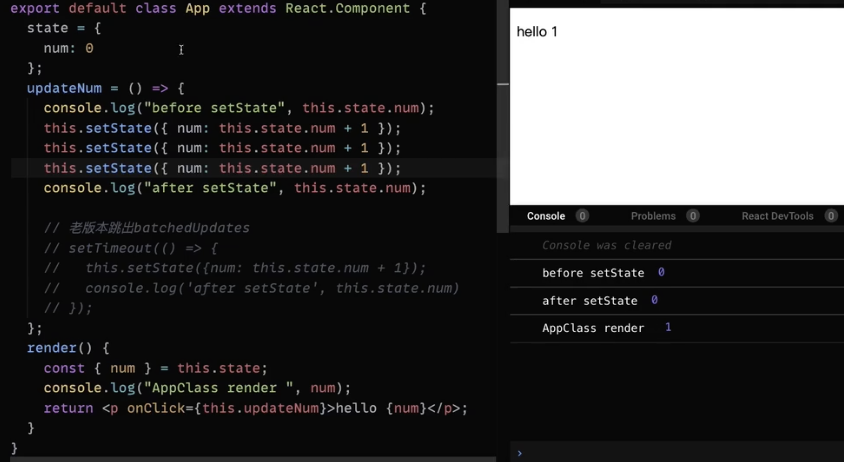 export default class App extends React.Component {
  state = {
    num: 0
  };
  updateNum = () => {
    console.log("before setState", this.state.num);
    this.setState({ num: this.state.num + 1 });
    this.setState({ num: this.state.num + 1 });
    this.setState({ num: this.state.num + 1 });
    console.log("after setState", this.state.num);

    // 老版本跳出batchedUpdates
    // setTimeout(() => {
    //   this.setState({num: this.state.num + 1});
    //   console.log('after setState', this.state.num)
    // });
  };
  render() {
    const { num } = this.state;
    console.log("AppClass render ", num);
    return <p onClick={this.updateNum}>hello {num}</p>;
  }
}
hello 1
Console 0 Problems 0 React DevTools 0
Console was cleared
before setState 0
after setState 0
AppClass render 1
›